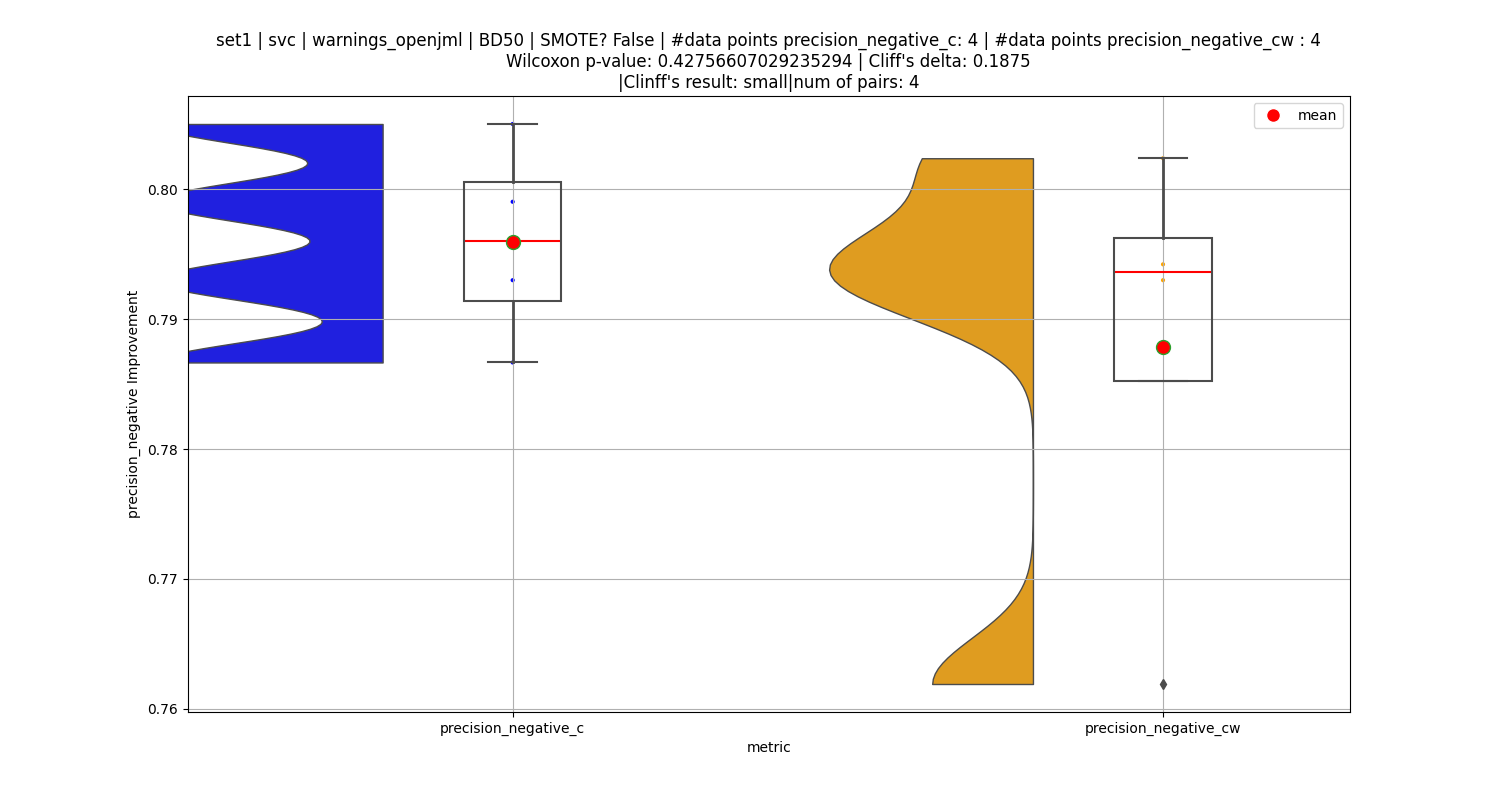 set1 | svc | warnings_openjml | BD50 | SMOTE? False | #data points precision_negative_c: 4 | #data points precision_negative_cw : 4
Wilcoxon p-value: 0.42756607029235294 | Cliff's delta: 0.1875
|Clinff's result: small|num of pairs: 4
mean
precision_negative Improvement
0.80
0.79
0.78
0.77
0.76
precision_negative_c
precision_negative_cw
metric